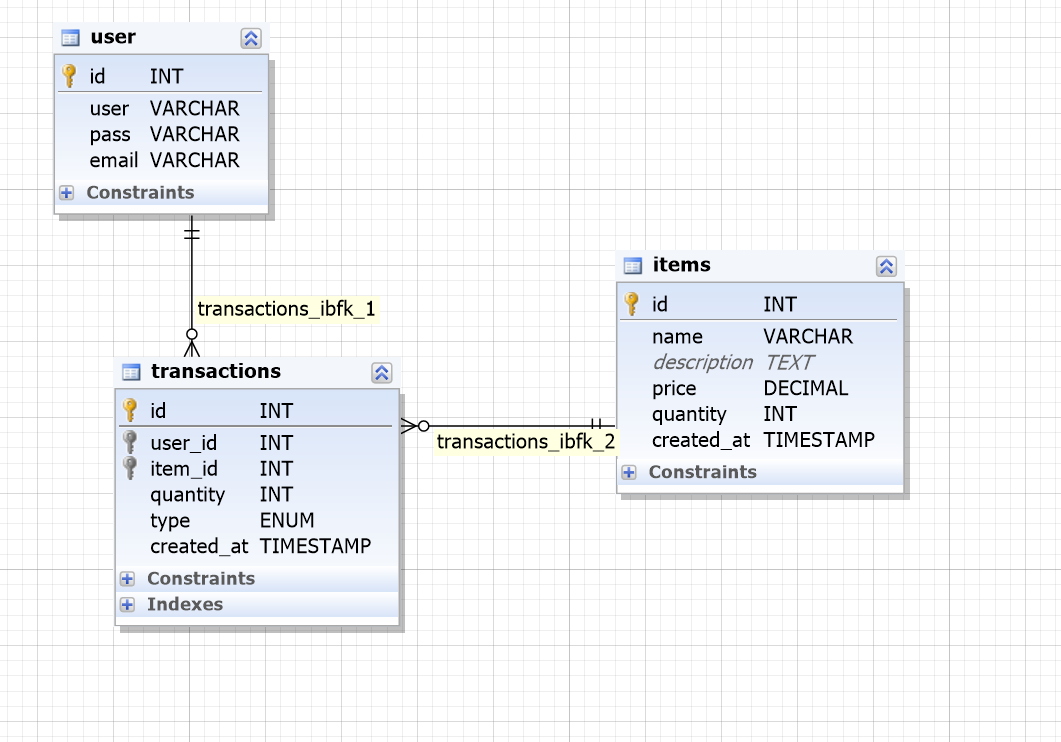 user
id INT
user VARCHAR
pass VARCHAR
email VARCHAR
Constraints
transactions_ibfk_1
transactions
id INT
user_id INT
item_id INT
quantity INT
type ENUM
created_at TIMESTAMP
Constraints
Indexes
transactions_ibfk_2
items
id INT
name VARCHAR
description TEXT
price DECIMAL
quantity INT
created_at TIMESTAMP
Constraints